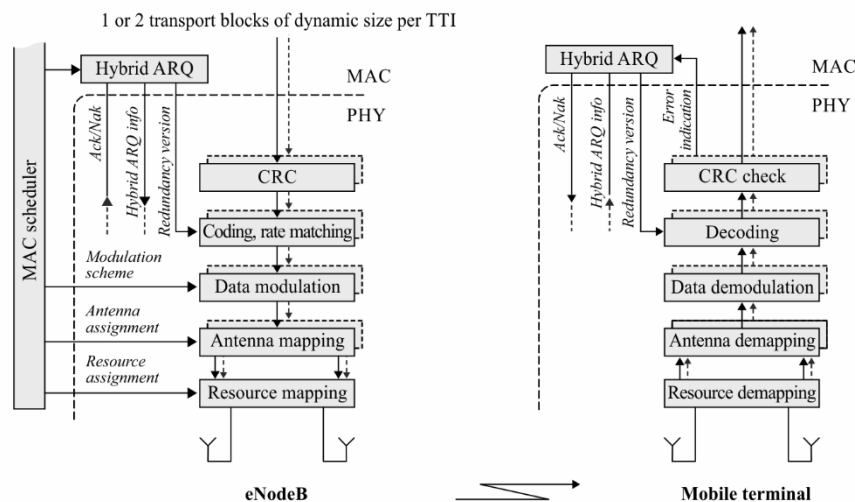 1 or 2 transport blocks of dynamic size per TTI
Hybrid ARQ
MAC
PHY
Ack/Nak
Hybrid ARQ info
Redundancy version
MAC scheduler
CRC
Coding, rate matching
Modulation
scheme
Data modulation
Antenna
assignment
Antenna mapping
Resource
assignment
Resource mapping
eNodeB
Hybrid ARQ
MAC
PHY
Ack/Nak
Hybrid ARQ info
Redundancy version
Error
indication
CRC check
Decoding
Data demodulation
Antenna demapping
Resource demapping
Mobile terminal